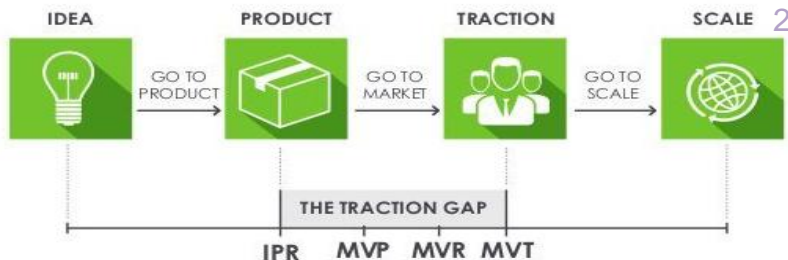 IDEA PRODUCT TRACTION SCALE 2
GO TO PRODUCT
GO TO MARKET
GO TO SCALE
THE TRACTION GAP
IPR MVP MVR MVT